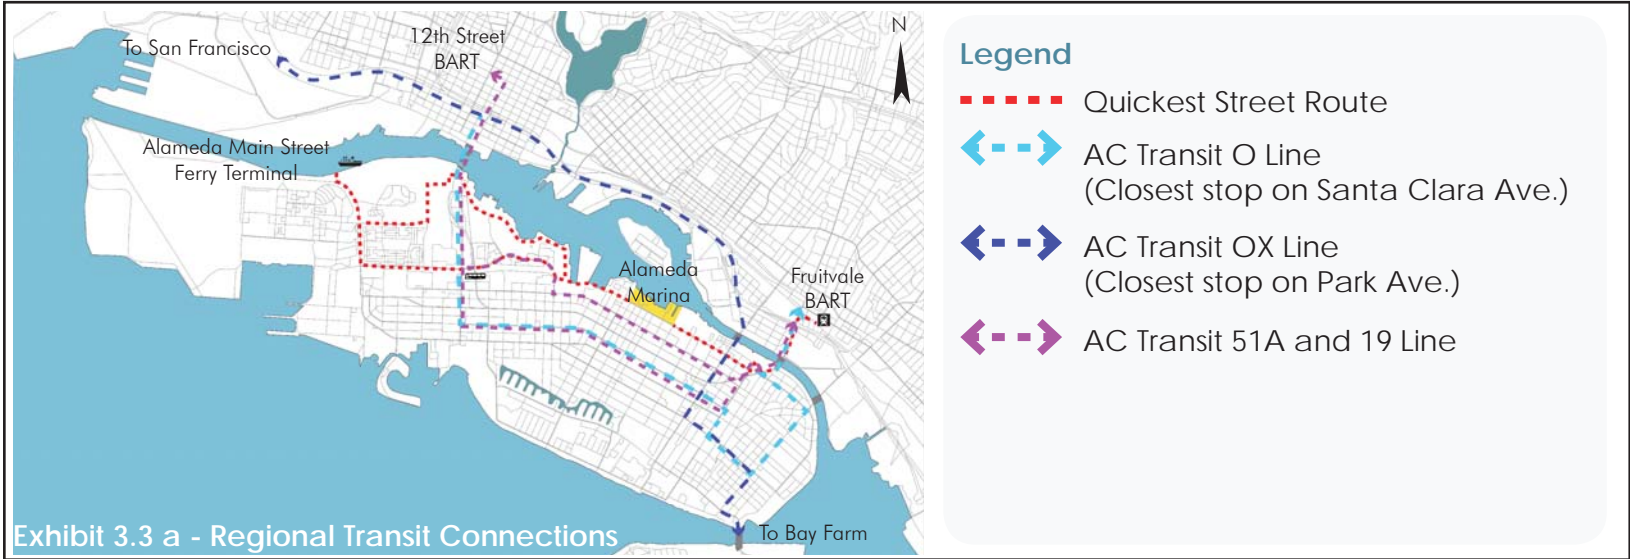 To San Francisco
12th Street
BART
N
Alameda Main Street
Ferry Terminal
Alameda
Marina
Fruitvale
BART
To Bay Farm
Exhibit 3.3 a - Regional Transit Connections
Legend
Quickest Street Route
AC Transit O Line
(Closest stop on Santa Clara Ave.)
AC Transit OX Line
(Closest stop on Park Ave.)
AC Transit 51A and 19 Line